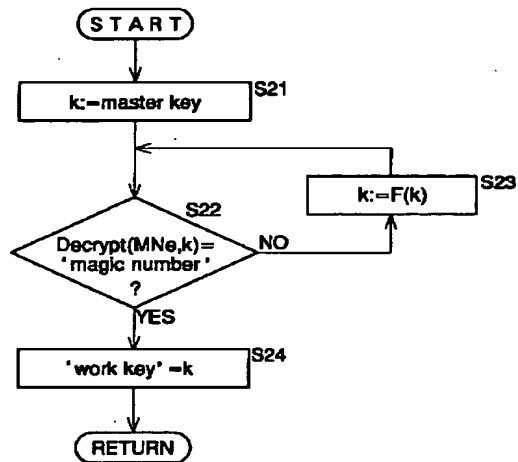 START
S21
k:=master key
S23
k:=F(k)
S22
Decrypt(MNe,k)=
'magic number'
?
NO
YES
S24
'work key' =k
RETURN